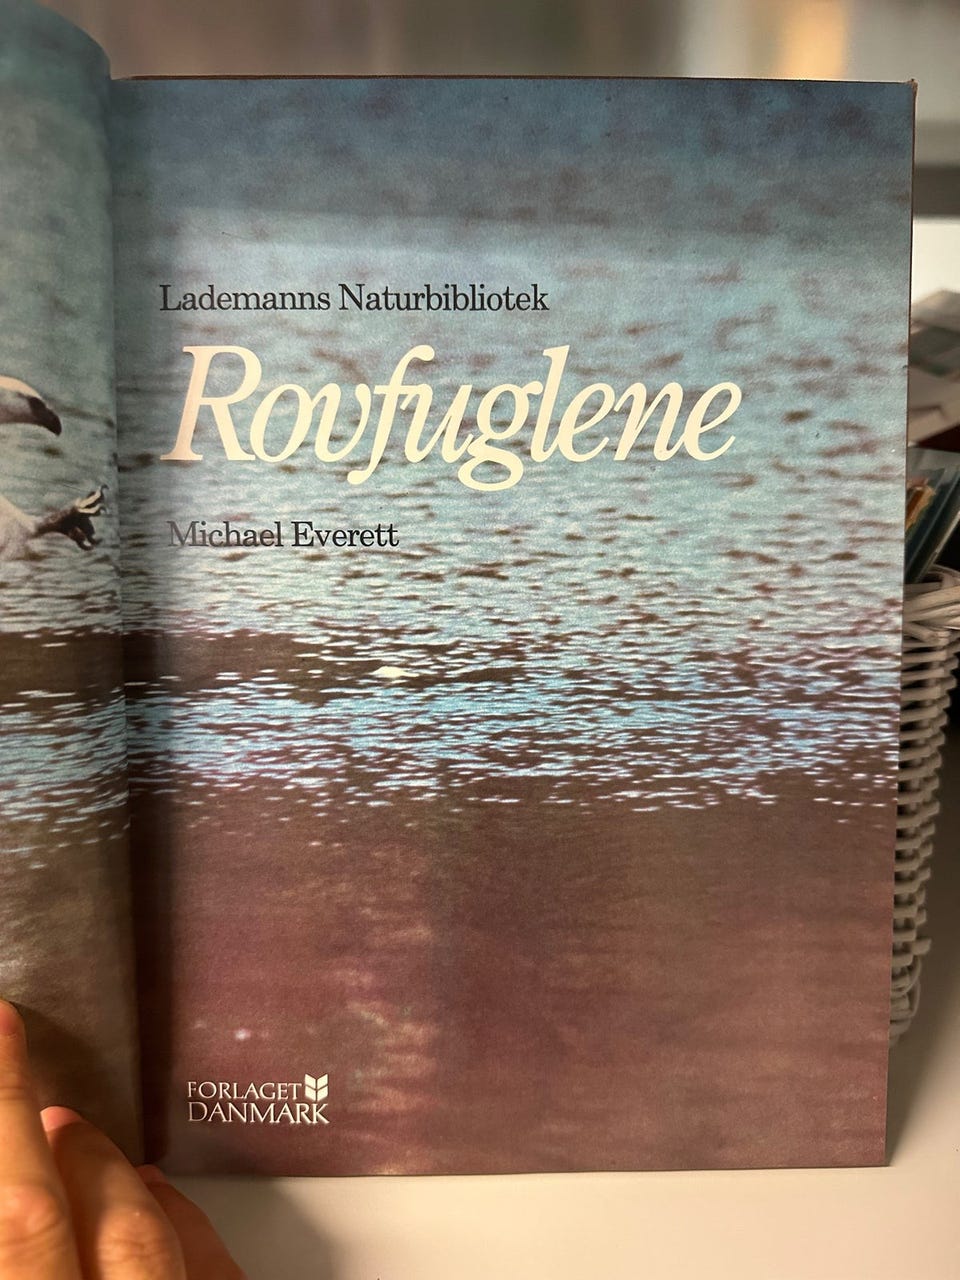 Lademanns Naturbibliotek
Rovfuglene
Michael Everett
FORLAGET
DANMARK